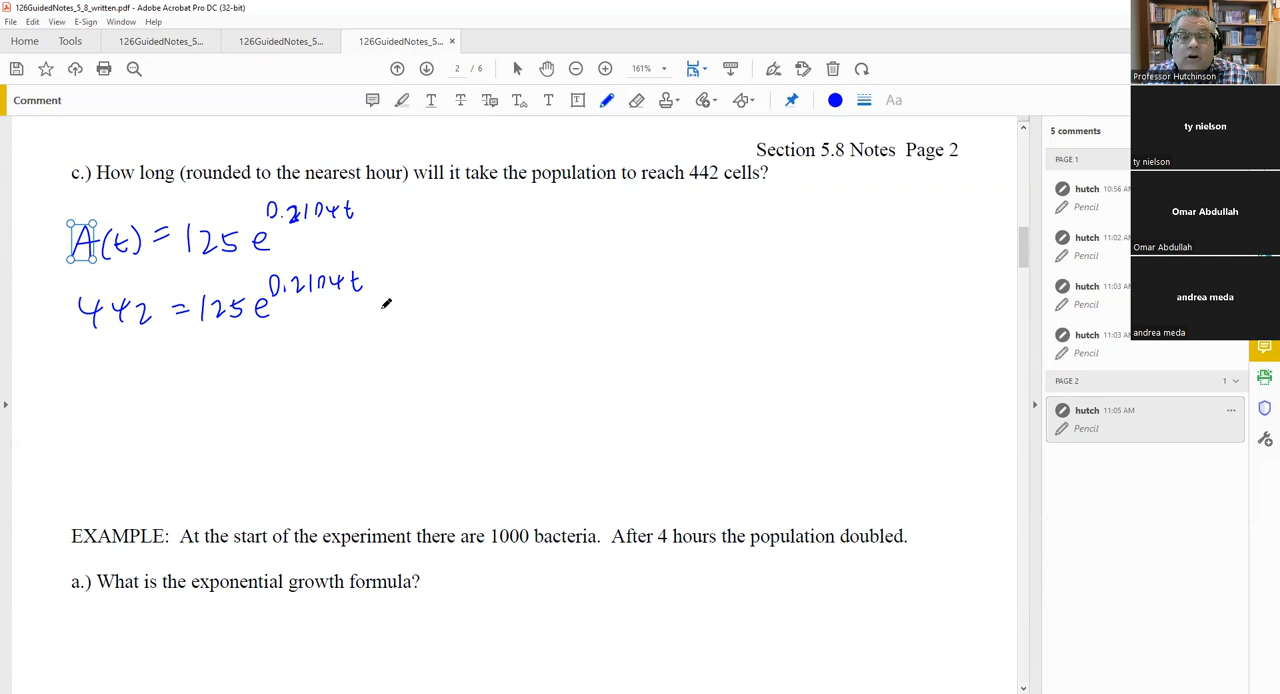 126GuidedNotes_5_8_written.pdf - Adobe Acrobat Pro DC (32-bit)
File Edit View E-Sign Window Help
Home Tools 126GuidedNotes_5_... 126GuidedNotes_5_... 126GuidedNotes_5_... ×
2 / 6 161%
Comment
Aa
Section 5.8 Notes Page 2
c.) How long (rounded to the nearest hour) will it take the population to reach 442 cells?
A(t) = 125 e^0.2104t
442 = 125 e^0.2104t
EXAMPLE: At the start of the experiment there are 1000 bacteria. After 4 hours the population doubled.
a.) What is the exponential growth formula?
5 comments
PAGE 1
hutch 10:56 AM
Pencil
hutch 11:02 AM
Pencil
hutch 11:03 AM
Pencil
hutch 11:03 AM
Pencil
PAGE 2 1
hutch 11:05 AM ...
Pencil
Professor Hutchinson
ty nielson
ty nielson
Omar Abdullah
Omar Abdullah
andrea meda
andrea meda